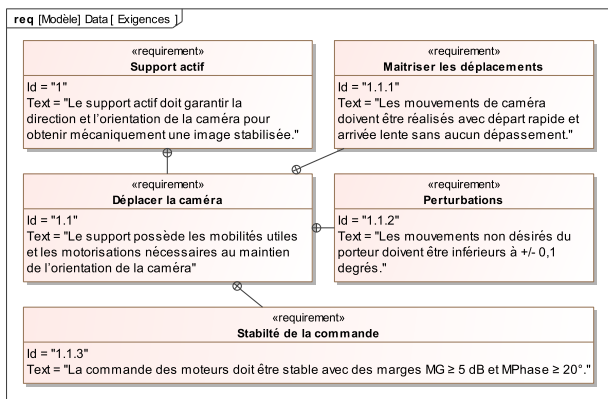 req [Modèle] Data [ Exigences ]
«requirement»
Support actif
Id = "1"
Text = "Le support actif doit garantir la
direction et l'orientation de la caméra pour
obtenir mécaniquement une image stabilisée."
«requirement»
Maitriser les déplacements
Id = "1.1.1"
Text = "Les mouvements de caméra
doivent être réalisés avec départ rapide et
arrivée lente sans aucun dépassement."
«requirement»
Déplacer la caméra
Id = "1.1"
Text = "Le support possède les mobilités utiles
et les motorisations nécessaires au maintien
de l'orientation de la caméra"
«requirement»
Perturbations
Id = "1.1.2"
Text = "Les mouvements non désirés du
porteur doivent être inférieurs à +/- 0,1
degrés."
«requirement»
Stabilté de la commande
Id = "1.1.3"
Text = "La commande des moteurs doit être stable avec des marges MG ≥ 5 dB et MPhase ≥ 20°."